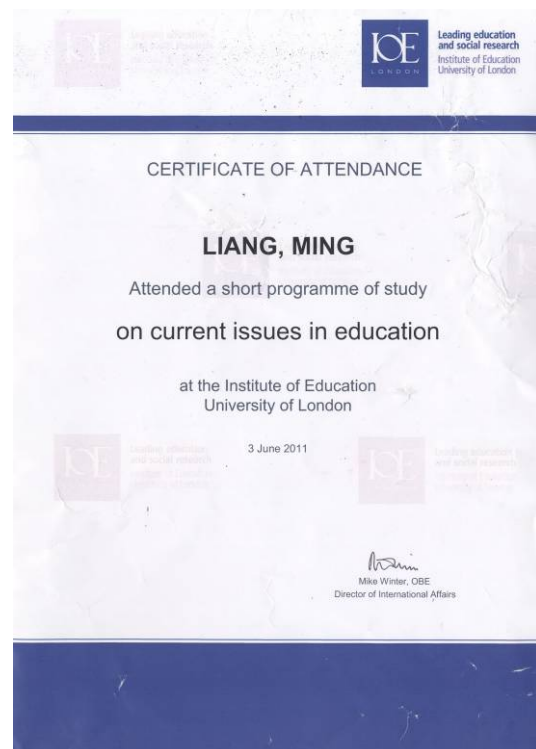 IOE
LONDON
Leading education
and social research
Institute of Education
University of London
CERTIFICATE OF ATTENDANCE
LIANG, MING
Attended a short programme of study
on current issues in education
at the Institute of Education
University of London
3 June 2011
Mike Winter, OBE
Director of International Affairs